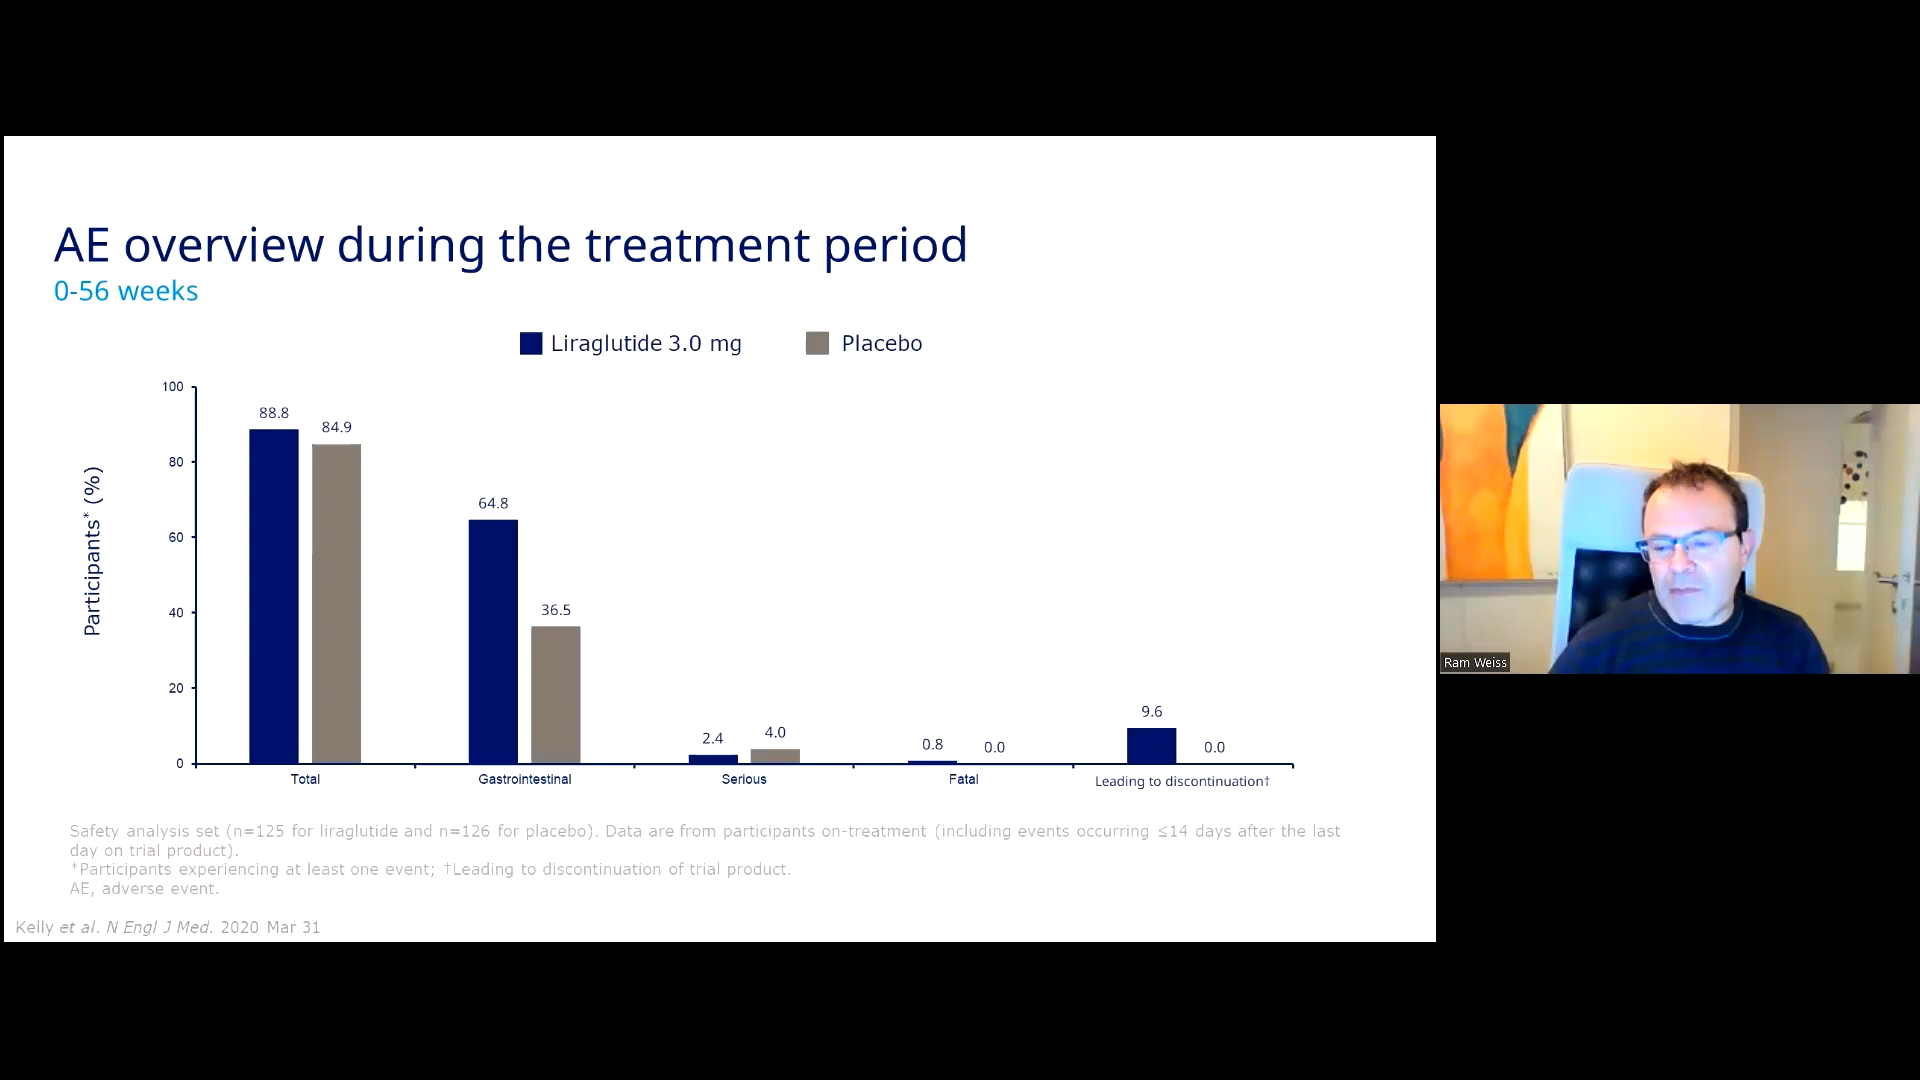 AE overview during the treatment period
0-56 weeks
Liraglutide 3.0 mg
Placebo
Participants* (%)
100
80
60
40
20
0
88.8
84.9
64.8
36.5
2.4
4.0
0.8
0.0
9.6
0.0
Total
Gastrointestinal
Serious
Fatal
Leading to discontinuation†
Safety analysis set (n=125 for liraglutide and n=126 for placebo). Data are from participants on-treatment (including events occurring ≤14 days after the last
day on trial product).
*Participants experiencing at least one event; †Leading to discontinuation of trial product.
AE, adverse event.
Kelly et al. N Engl J Med. 2020 Mar 31
Ram Weiss